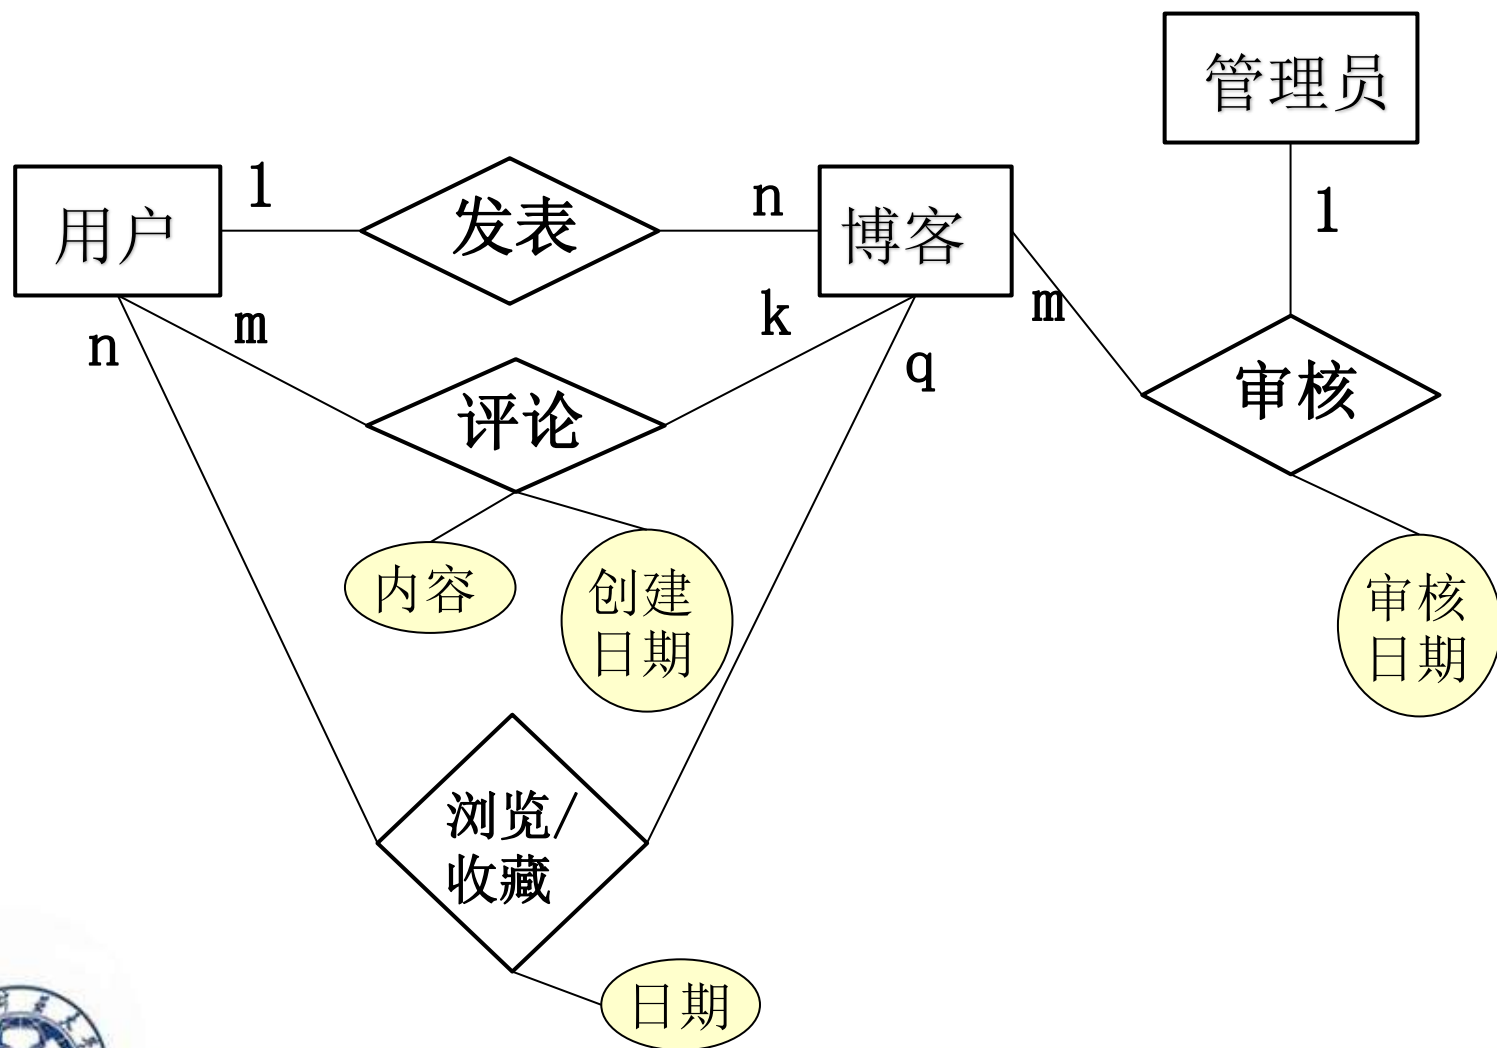 管理员
用户
1
发表
n
博客
1
n
m
k
q
m
审核
评论
内容
创建
日期
审核
日期
浏览/
收藏
日期